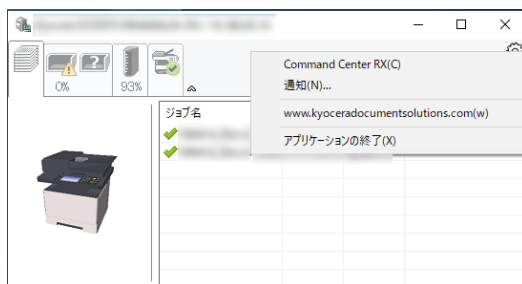 Command Center RX(C)
通知(N)...
www.kyoceradocumentsolutions.com(w)
アプリケーションの終了(X)
0%
93%
ジョブ名